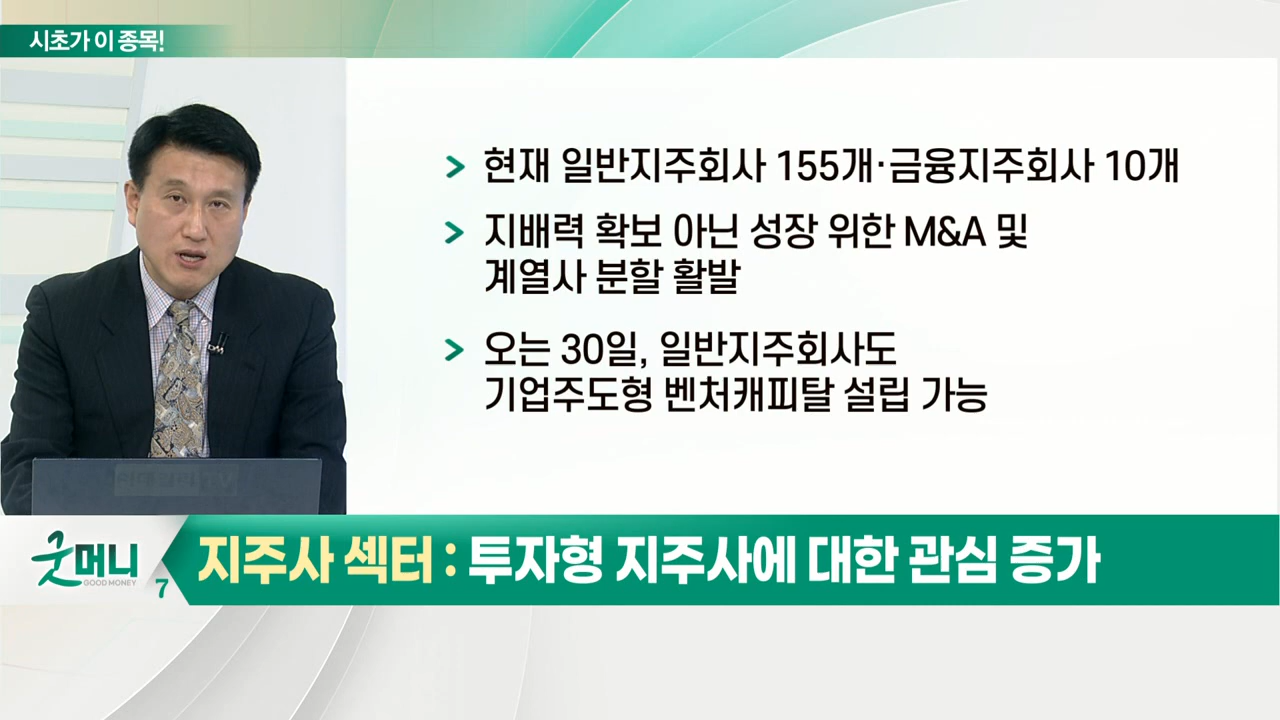 시초가 이 종목!
> 현재 일반지주회사 155개·금융지주회사 10개
> 지배력 확보 아닌 성장 위한 M&A 및
계열사 분할 활발
> 오는 30일, 일반지주회사도
기업주도형 벤처캐피탈 설립 가능
굿머니
GOOD MONEY
7
지주사 섹터 : 투자형 지주사에 대한 관심 증가